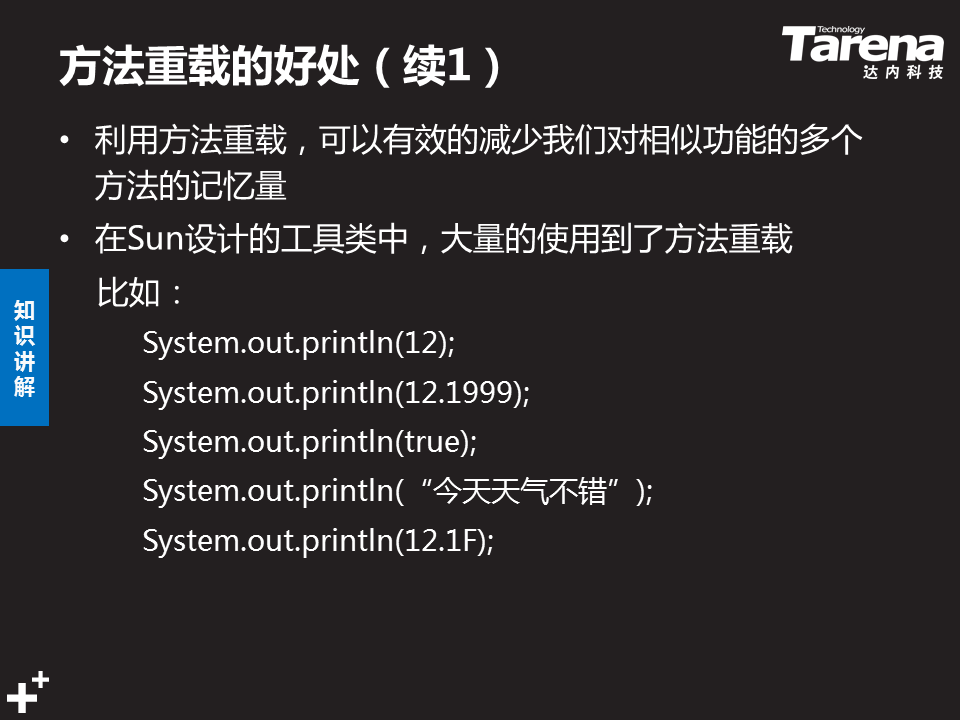 方法重载的好处（续1）
Technology
Tarena
达内科技
• 利用方法重载，可以有效的减少我们对相似功能的多个
方法的记忆量
• 在Sun设计的工具类中，大量的使用到了方法重载
比如：
知识讲解
System.out.println(12);
System.out.println(12.1999);
System.out.println(true);
System.out.println(“今天天气不错”);
System.out.println(12.1F);